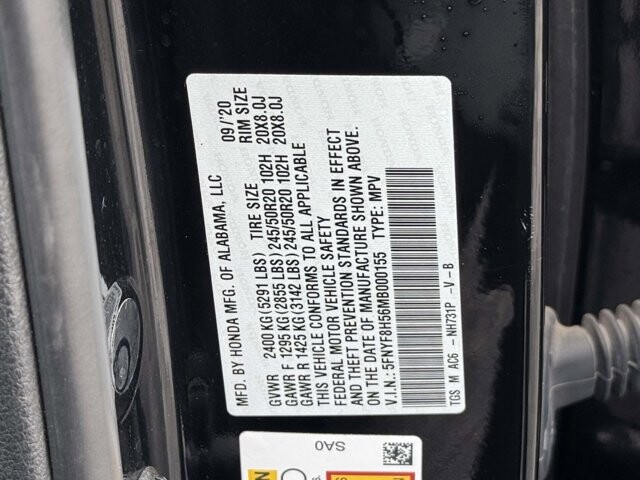 MFD. BY HONDA MFG. OF ALABAMA, LLC 09/'20
GVWR 2400 KG (5291 LBS) TIRE SIZE RIM SIZE
GAWR F 1295 KG (2855 LBS) 245/50R20 102H 20X8.0J
GAWR R 1425 KG (3142 LBS) 245/50R20 102H 20X8.0J
THIS VEHICLE CONFORMS TO ALL APPLICABLE
FEDERAL MOTOR VEHICLE SAFETY
AND THEFT PREVENTION STANDARDS IN EFFECT
ON THE DATE OF MANUFACTURE SHOWN ABOVE.
V.I.N.: 5FNYF8H56MB000155 TYPE: MPV
TGS M AC6 -NH731P -V -B
SA0